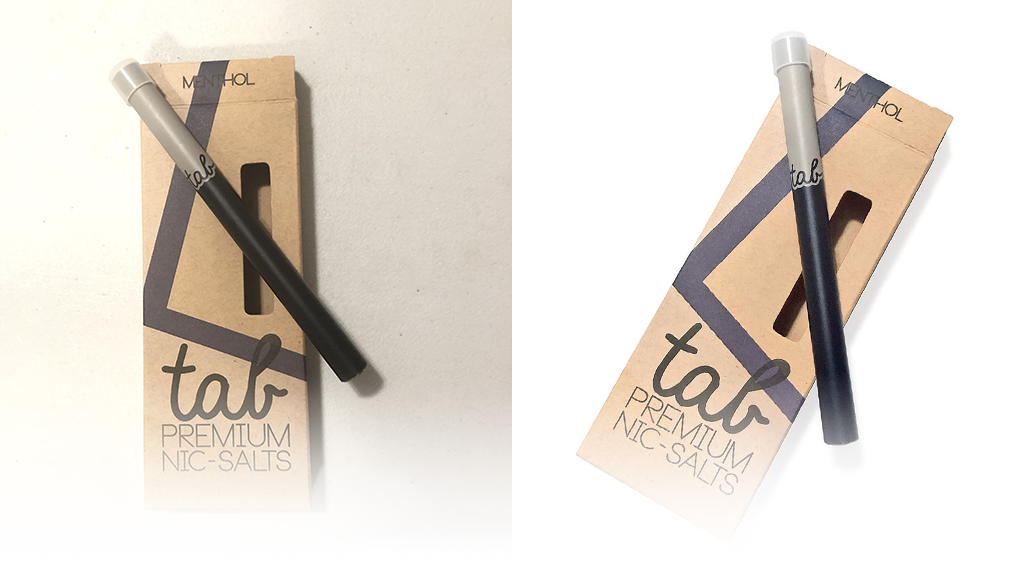 MENTHOL
tab
tab
PREMIUM
NIC-SALTS
MENTHOL
tab
tab
PREMIUM
NIC-SALTS